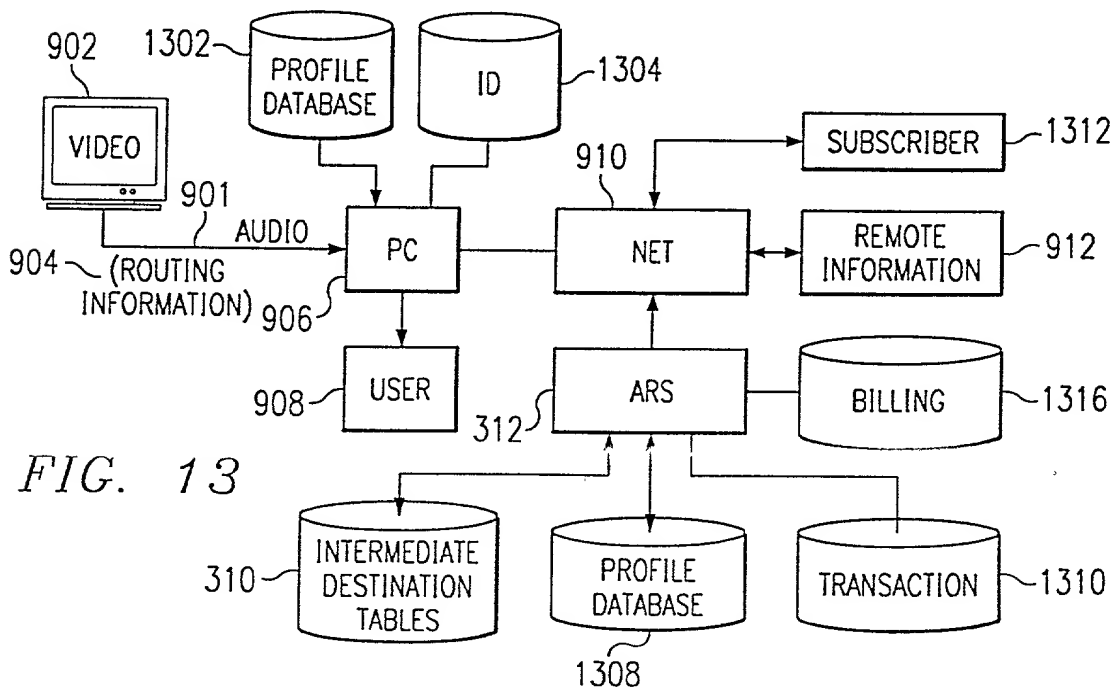 1302
902
PROFILE
DATABASE
ID
1304
VIDEO
910
SUBSCRIBER
1312
901
AUDIO
PC
NET
REMOTE
INFORMATION
912
904
(ROUTING
INFORMATION)
906
USER
908
ARS
312
BILLING
1316
FIG. 13
INTERMEDIATE
DESTINATION
TABLES
310
PROFILE
DATABASE
1308
TRANSACTION
1310